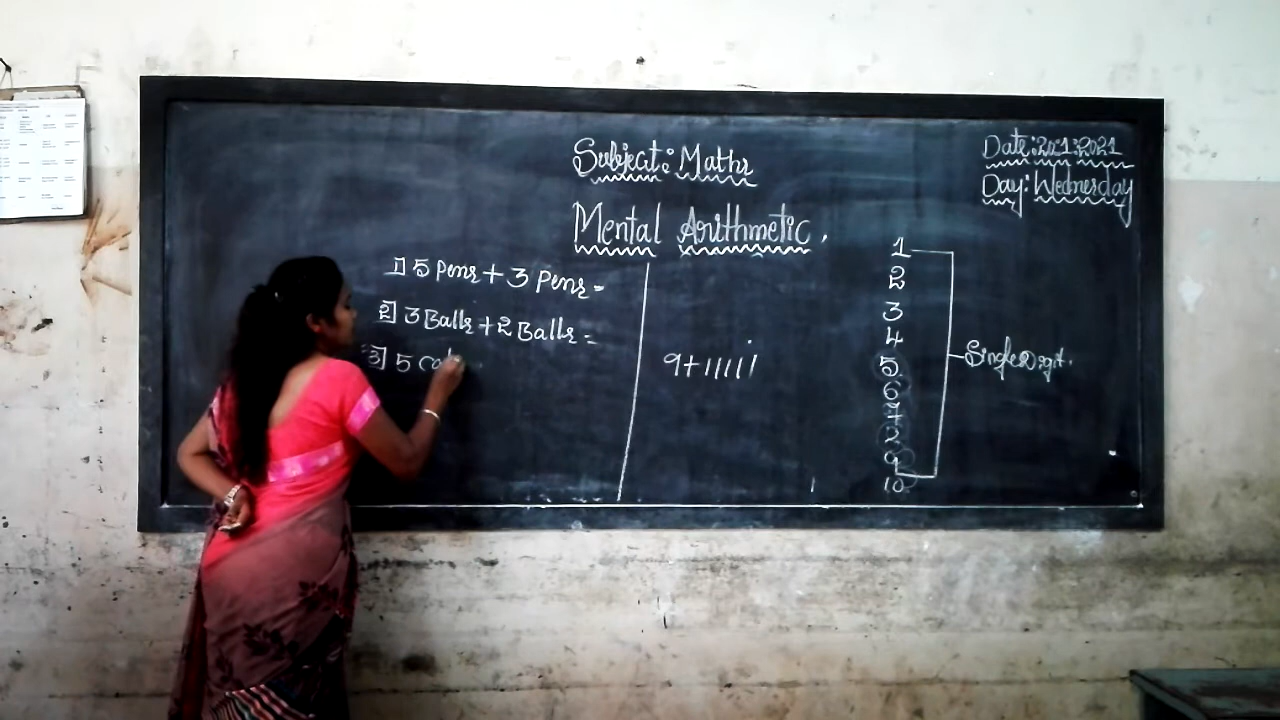 Subject: Maths
Date: 20:1:2021
Day: Wednesday
Mental Arithmetic.
1] 5 Pens + 3 Pens =
2] 3 Balls + 2 Balls =
3] 5
9+11111
1
2
3
4
5
6
7
8
9
10
Single Digit.